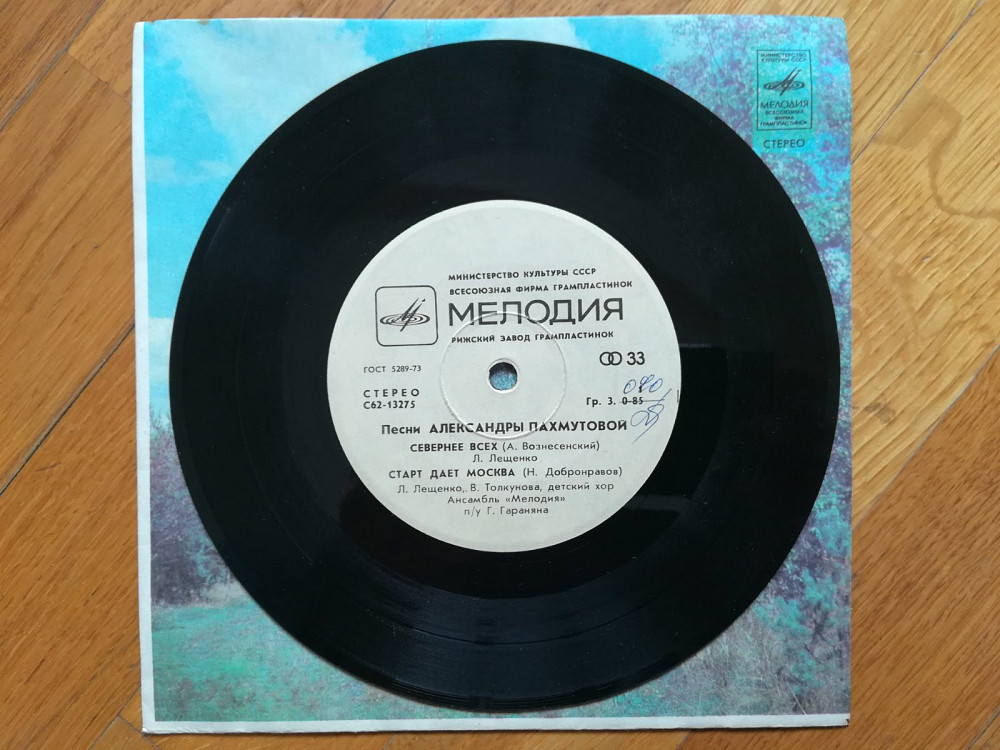 МИНИСТЕРСТВО
КУЛЬТУРЫ СССР
МЕЛОДИЯ
ВСЕСОЮЗНАЯ
ФИРМА
ГРАМПЛАСТИНОК
СТЕРЕО
МИНИСТЕРСТВО КУЛЬТУРЫ СССР
ВСЕСОЮЗНАЯ ФИРМА ГРАМПЛАСТИНОК
МЕЛОДИЯ
РИЖСКИЙ ЗАВОД ГРАМПЛАСТИНОК
ГОСТ 5289-73
33
СТЕРЕО
С62-13275
Гр. 3. 0-85
Песни АЛЕКСАНДРЫ ПАХМУТОВОЙ
СЕВЕРНЕЕ ВСЕХ (А. Вознесенский)
Л. Лещенко
СТАРТ ДАЕТ МОСКВА (Н. Добронравов)
Л. Лещенко, В. Толкунова, детский хор
Ансамбль «Мелодия»
п/у Г. Гараняна